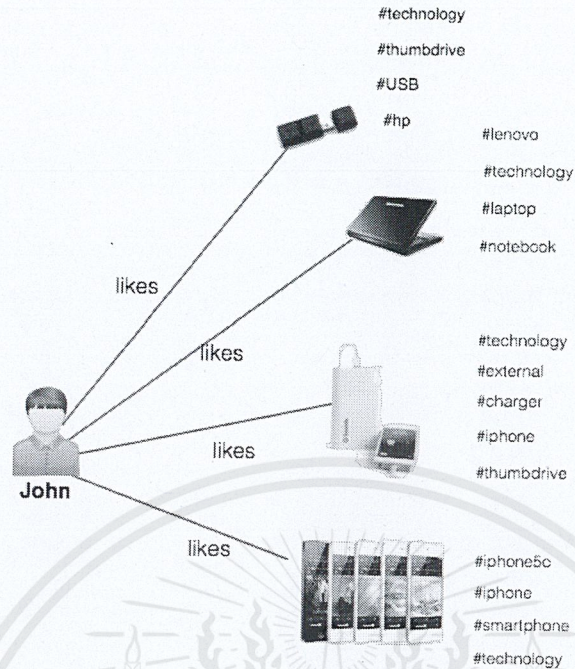 #technology
#thumbdrive
#USB
#hp
#lenovo
#technology
#laptop
#notebook
likes
likes
#technology
#external
#charger
#iphone
#thumbdrive
likes
John
likes
#iphone5c
#iphone
#smartphone
#technology